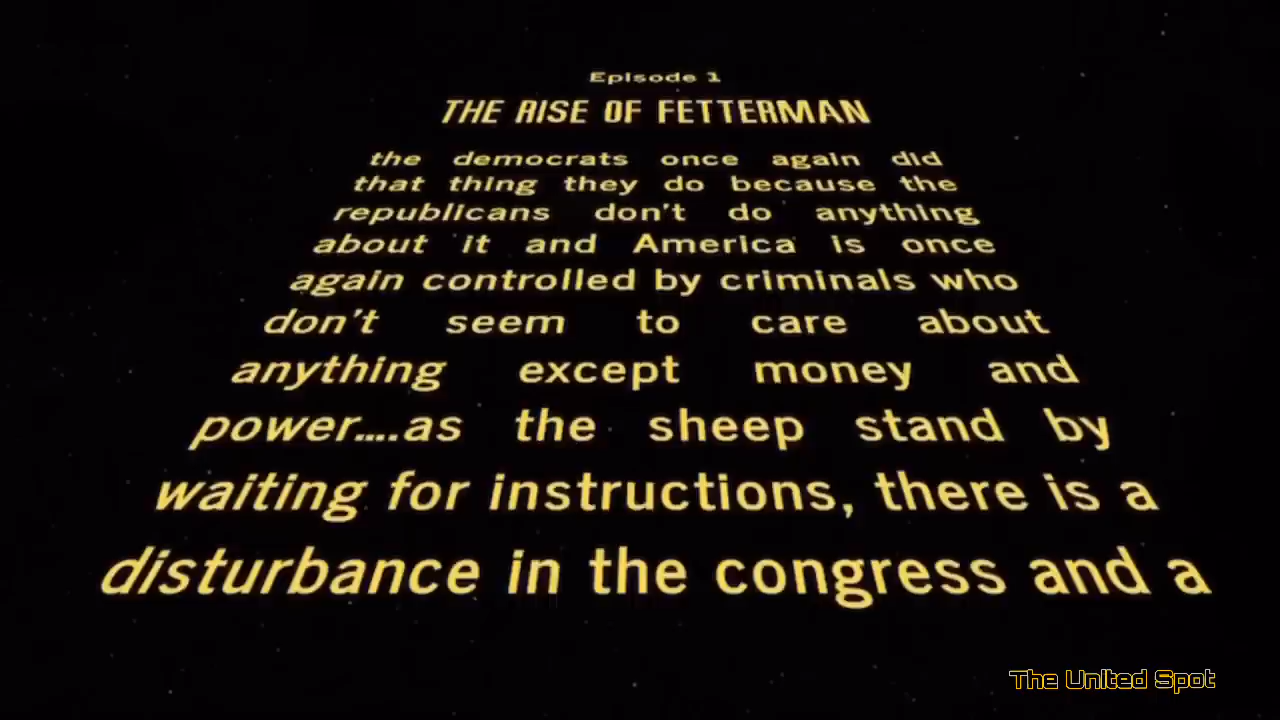 Episode 1
THE RISE OF FETTERMAN
the democrats once again did
that thing they do because the
republicans don't do anything
about it and America is once
again controlled by criminals who
don't seem to care about
anything except money and
power....as the sheep stand by
waiting for instructions, there is a
disturbance in the congress and a
The United Spot